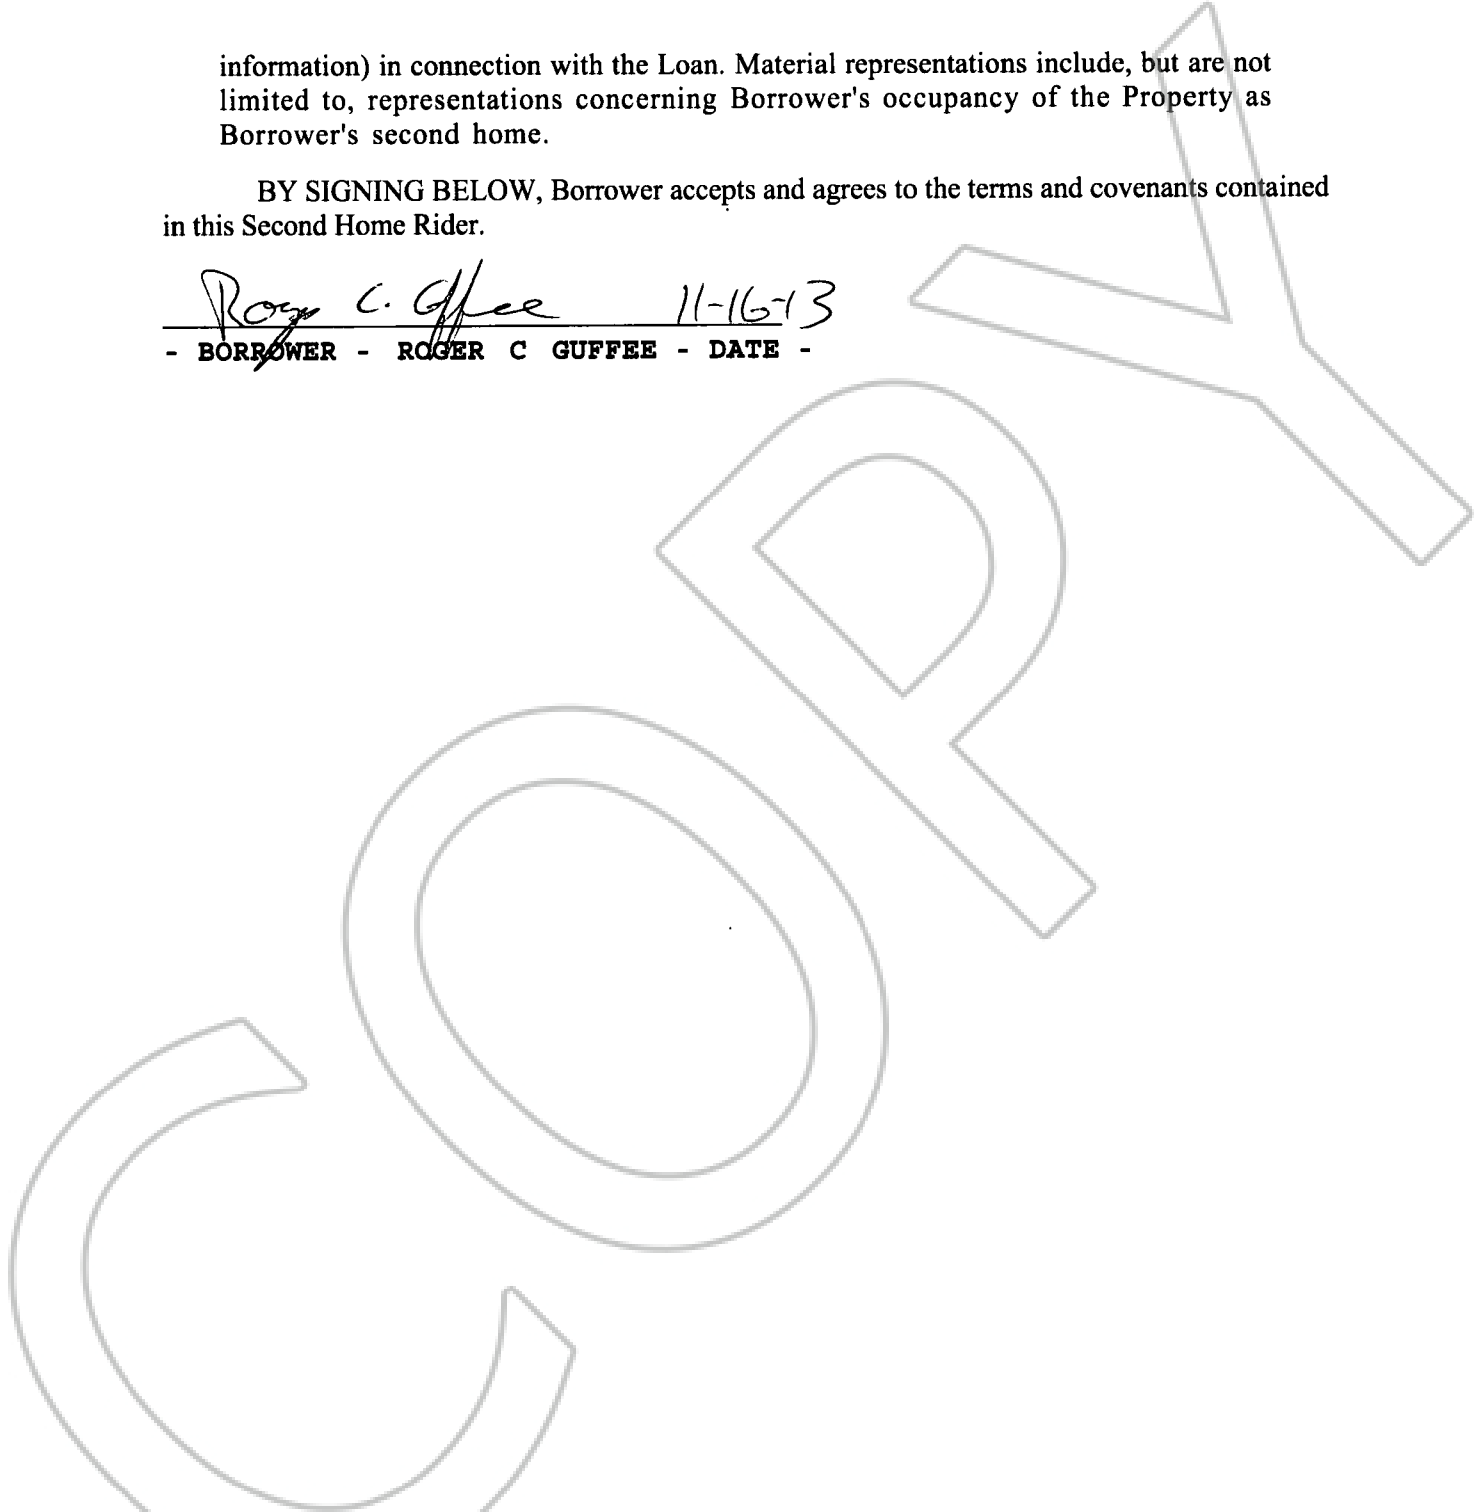 information) in connection with the Loan. Material representations include, but are not
limited to, representations concerning Borrower's occupancy of the Property as
Borrower's second home.
BY SIGNING BELOW, Borrower accepts and agrees to the terms and covenants contained
in this Second Home Rider.
Roger C. Guffee 11-16-13
- BORROWER - ROGER C GUFFEE - DATE -
COPY